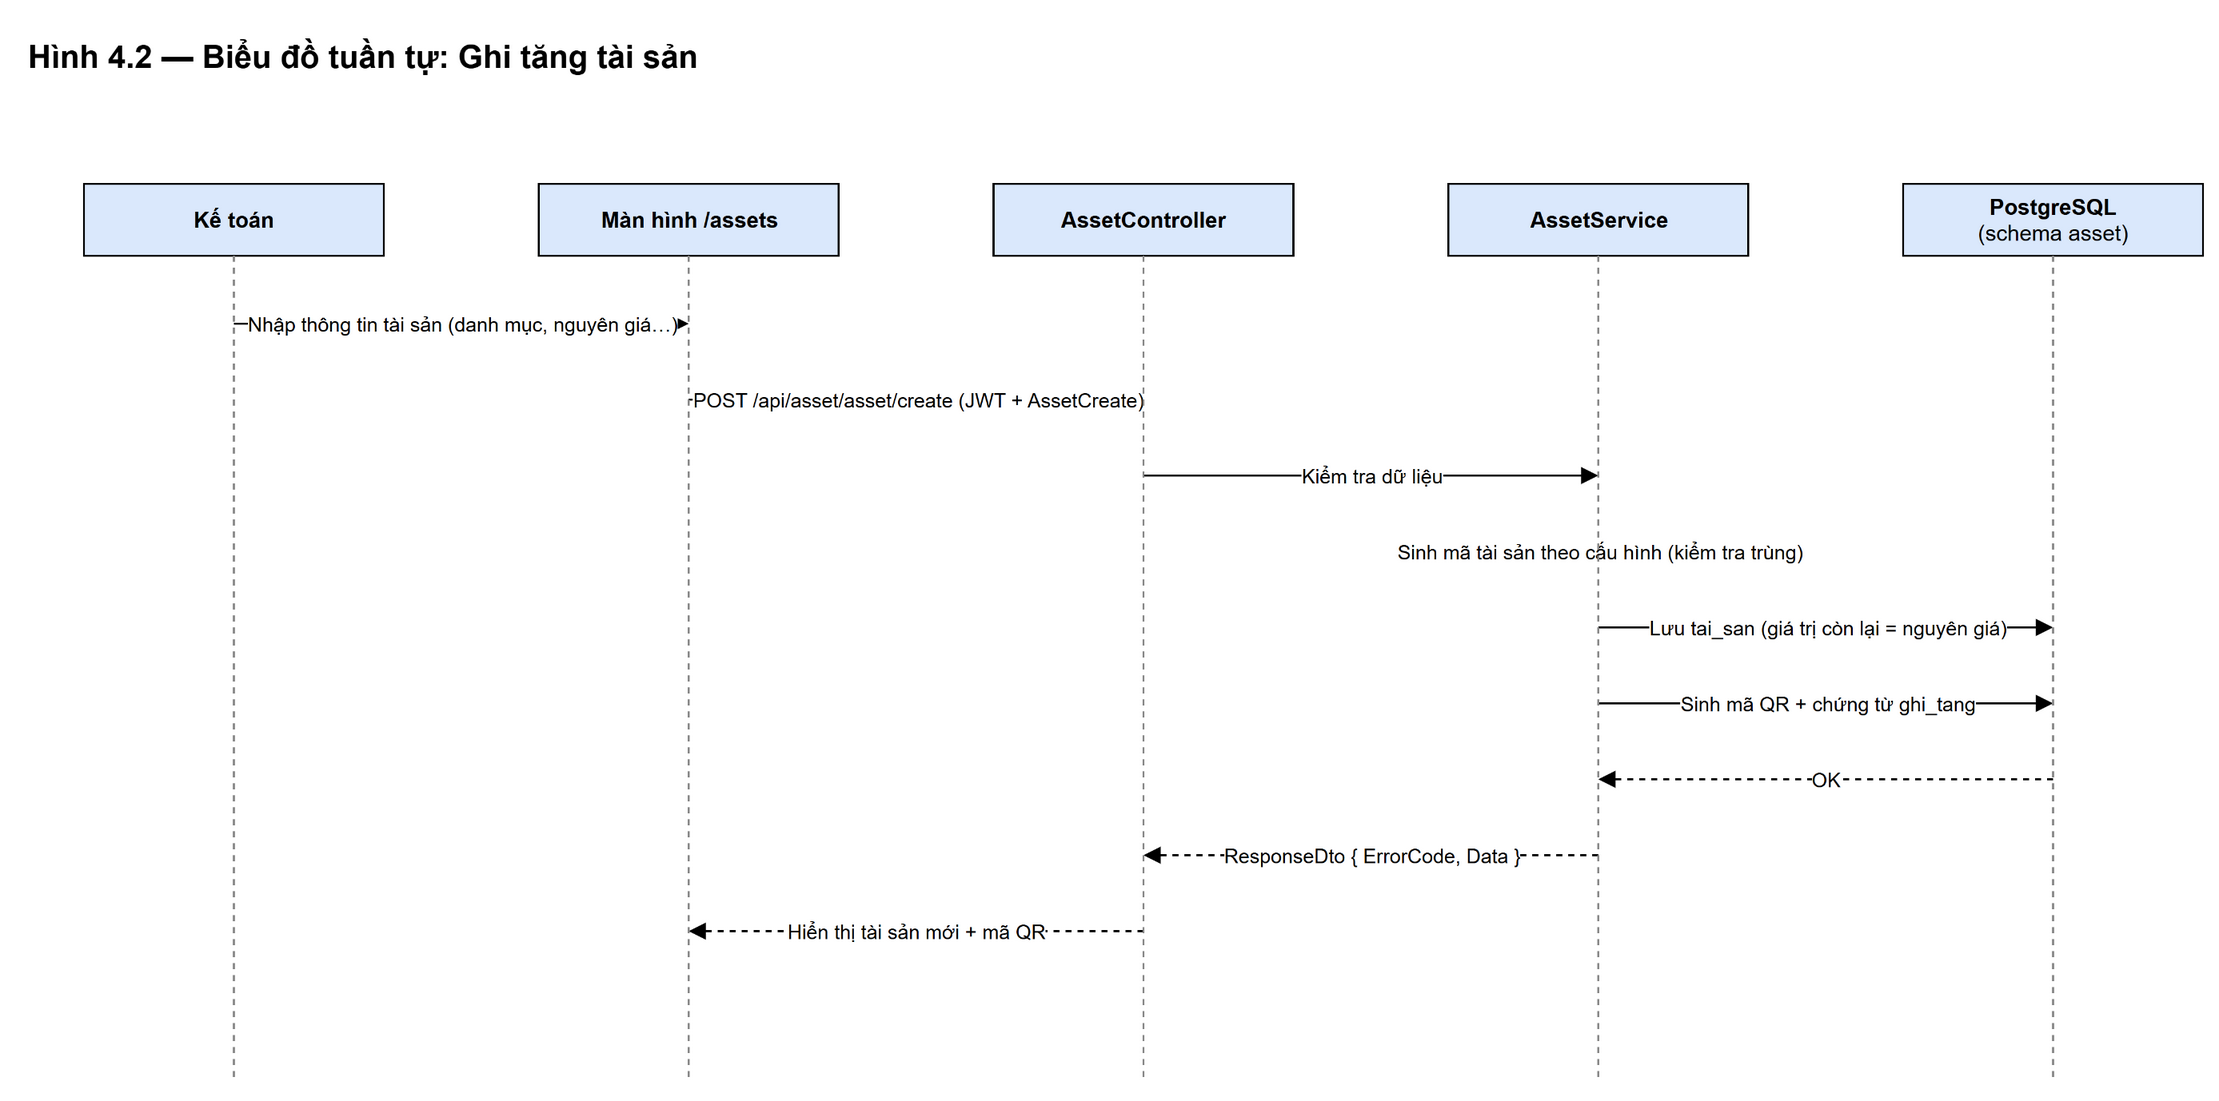 Hình 4.2 — Biểu đồ tuần tự: Ghi tăng tài sản
Kế toán
Màn hình /assets
AssetController
AssetService
PostgreSQL
(schema asset)
Nhập thông tin tài sản (danh mục, nguyên giá…)
POST /api/asset/asset/create (JWT + AssetCreate)
Kiểm tra dữ liệu
Sinh mã tài sản theo cấu hình (kiểm tra trùng)
Lưu tai_san (giá trị còn lại = nguyên giá)
Sinh mã QR + chứng từ ghi_tang
OK
ResponseDto { ErrorCode, Data }
Hiển thị tài sản mới + mã QR